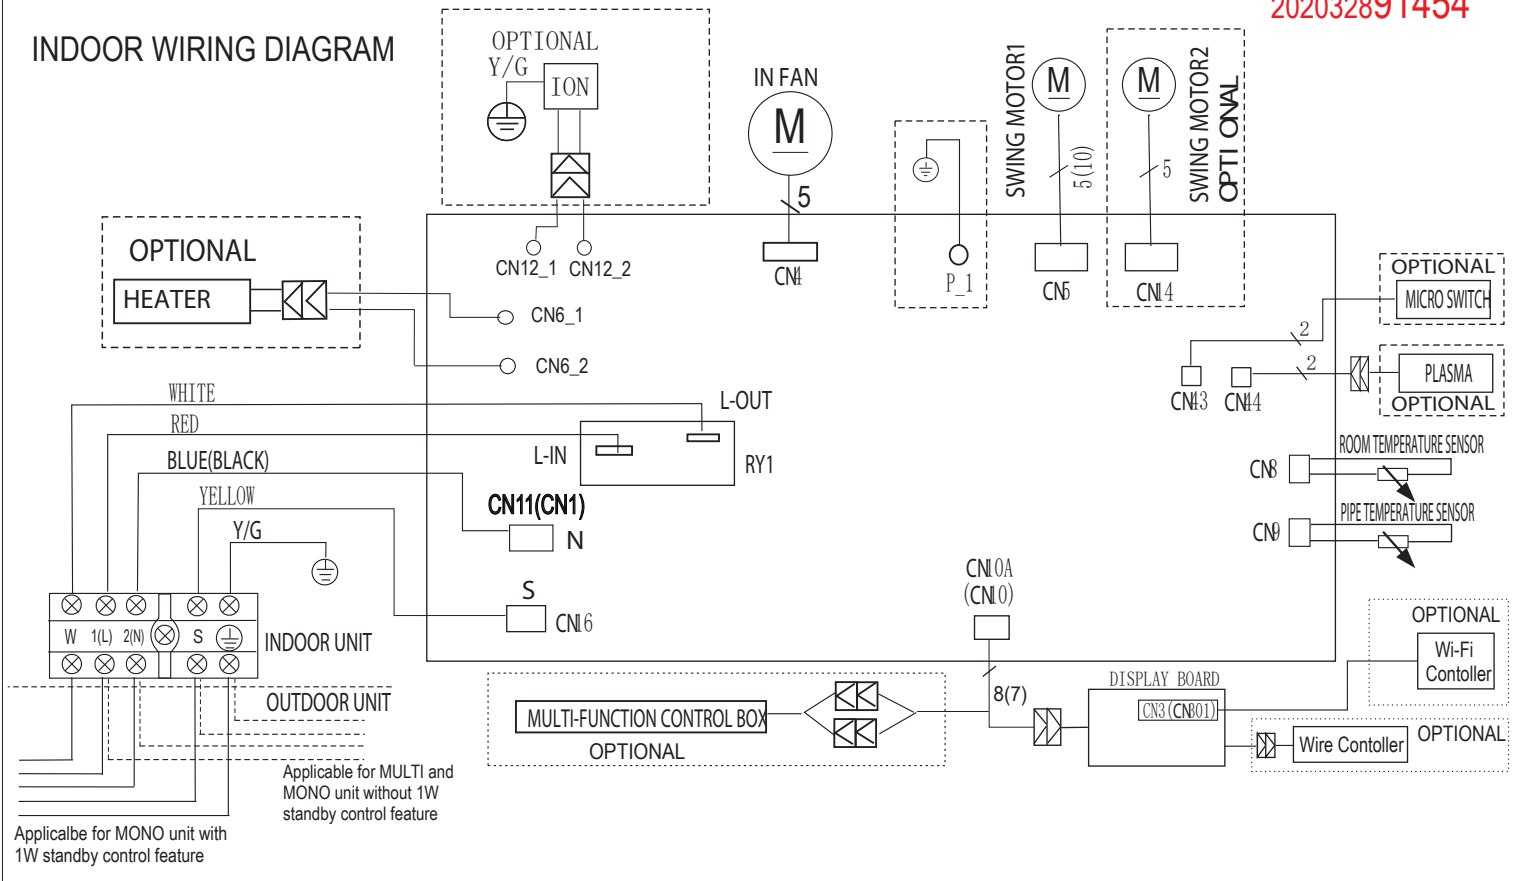 202032891454
INDOOR WIRING DIAGRAM
OPTIONAL
Y/G
ION
IN FAN
M
5
SWING MOTOR1
M
5(10)
M
5
SWING MOTOR2
OPTIONAL
CN12_1
CN12_2
CN4
P_1
CN5
CN14
OPTIONAL
HEATER
CN6_1
CN6_2
OPTIONAL
MICRO SWITCH
2
2
PLASMA
OPTIONAL
CN43
CN44
WHITE
RED
BLUE(BLACK)
YELLOW
Y/G
L-OUT
L-IN
RY1
CN11(CN1)
N
S
CN16
ROOM TEMPERATURE SENSOR
CN8
PIPE TEMPERATURE SENSOR
CN9
CN10A
(CN10)
W
1(L)
2(N)
S
INDOOR UNIT
OUTDOOR UNIT
8(7)
MULTI-FUNCTION CONTROL BOX
OPTIONAL
DISPLAY BOARD
CN3(CN301)
OPTIONAL
Wi-Fi
Contoller
Wire Contoller
OPTIONAL
Applicable for MULTI and
MONO unit without 1W
standby control feature
Applicalbe for MONO unit with
1W standby control feature